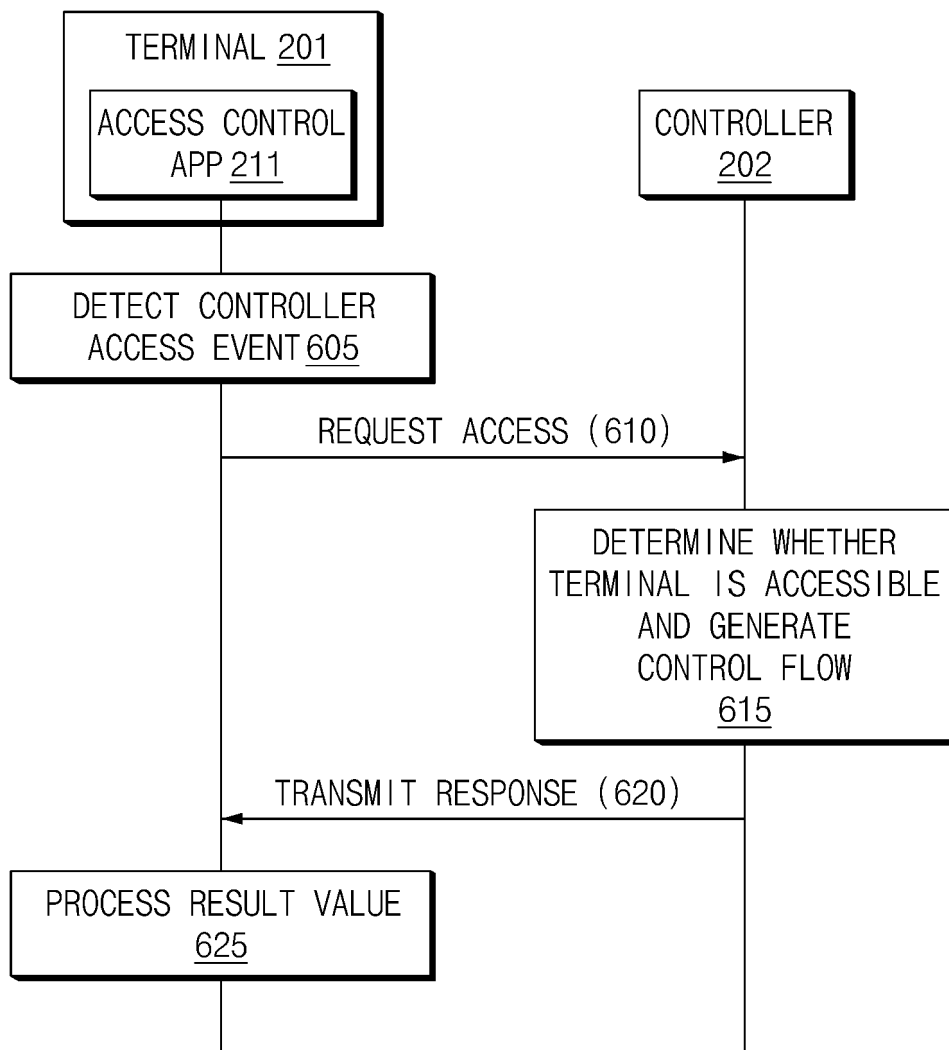 TERMINAL 201
ACCESS CONTROL
APP 211
CONTROLLER
202
DETECT CONTROLLER
ACCESS EVENT 605
REQUEST ACCESS (610)
DETERMINE WHETHER
TERMINAL IS ACCESSIBLE
AND GENERATE
CONTROL FLOW
615
TRANSMIT RESPONSE (620)
PROCESS RESULT VALUE
625